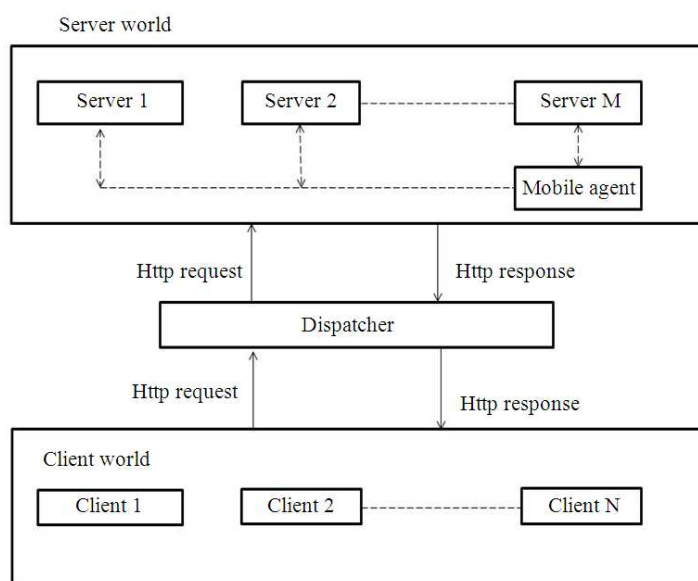 Server world
Server 1
Server 2
Server M
Mobile agent
Http request
Http response
Dispatcher
Http request
Http response
Client world
Client 1
Client 2
Client N